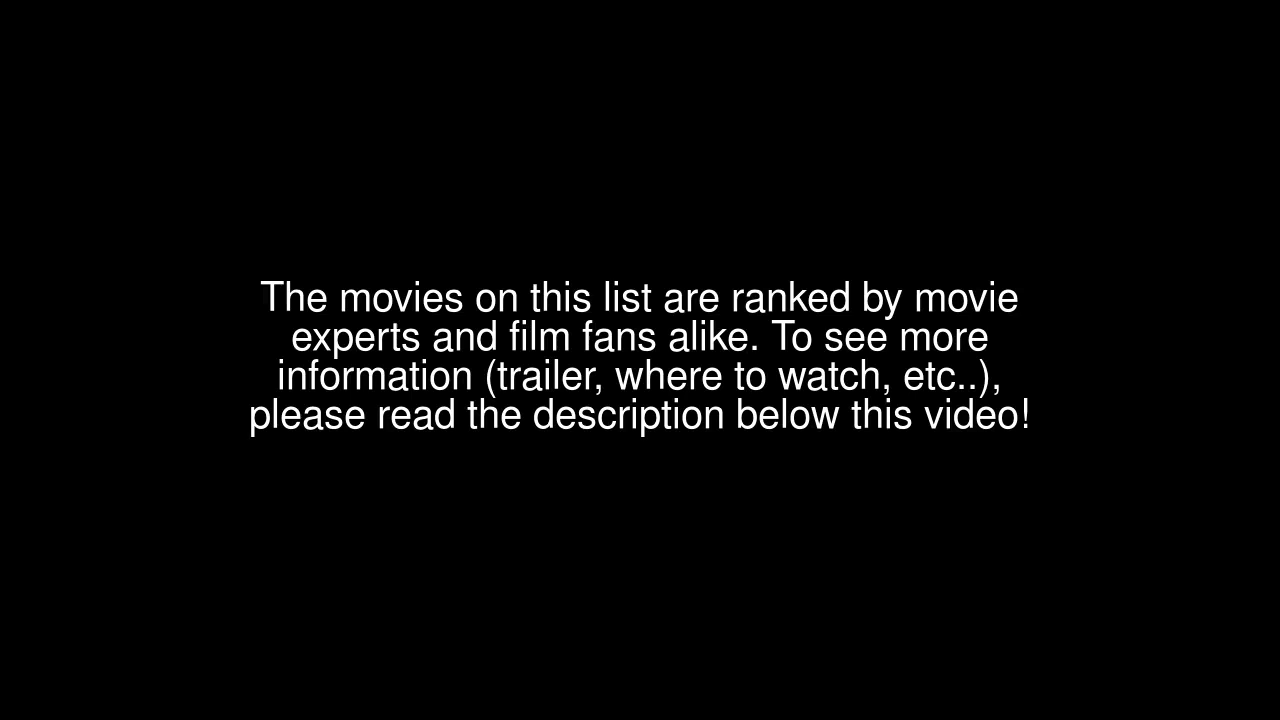 The movies on this list are ranked by movie
experts and film fans alike. To see more
information (trailer, where to watch, etc..),
please read the description below this video!